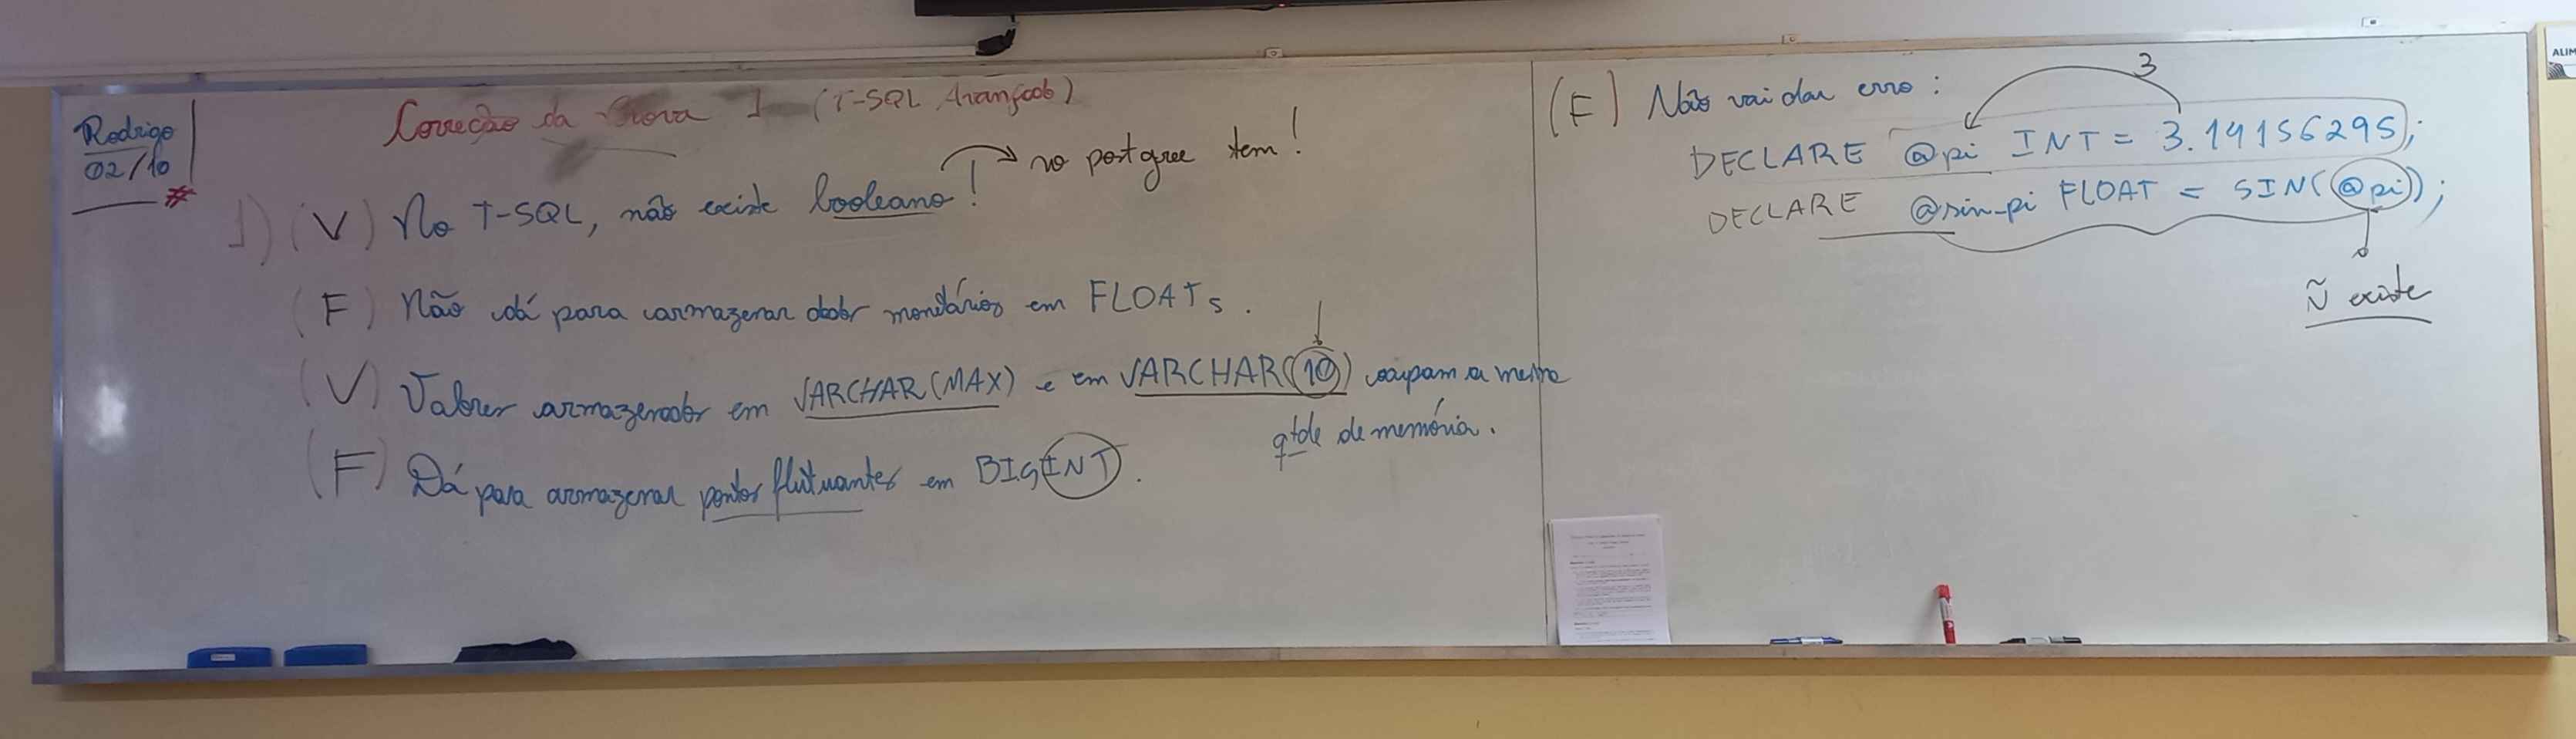 Rodrigo
02/10
#
Correção da Prova 1 (T-SQL Avançado)
1) (V) No T-SQL, não existe booleano! → no postgree tem!
(F) Não dá para armazenar dados monetários em FLOATs.
(V) Valores armazenados em VARCHAR(MAX) e em VARCHAR(10) ocupam a mesma
qtde de memória.
(F) Dá para armazenar pontos flutuantes em BIGINT.
(F) Não vai dar erro:
3
DECLARE @pi INT = 3.14156295;
DECLARE @sin_pi FLOAT = SIN(@pi);
Ñ existe
ALIM